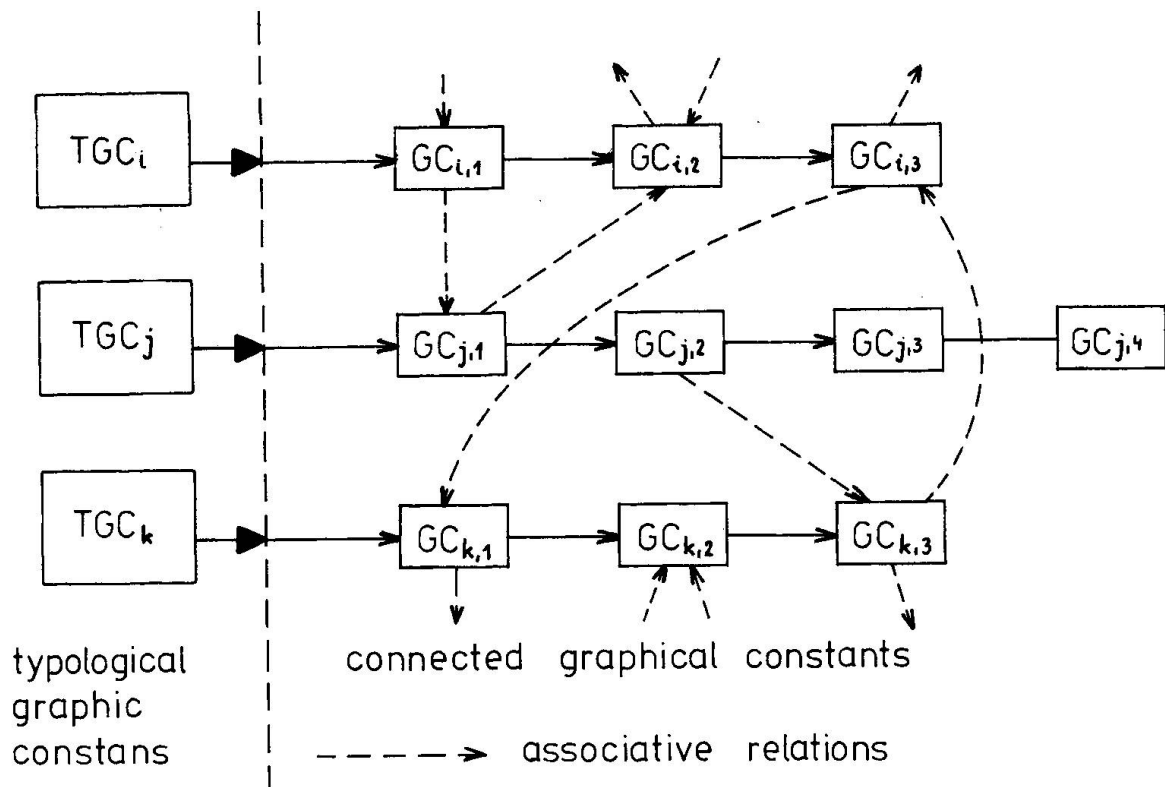 TGCi GCi,1 GCi,2 GCi,3
TGCj GCj,1 GCj,2 GCj,3 GCj,4
TGCk GCk,1 GCk,2 GCk,3
typological
graphic
constans
connected graphical constants
associative relations